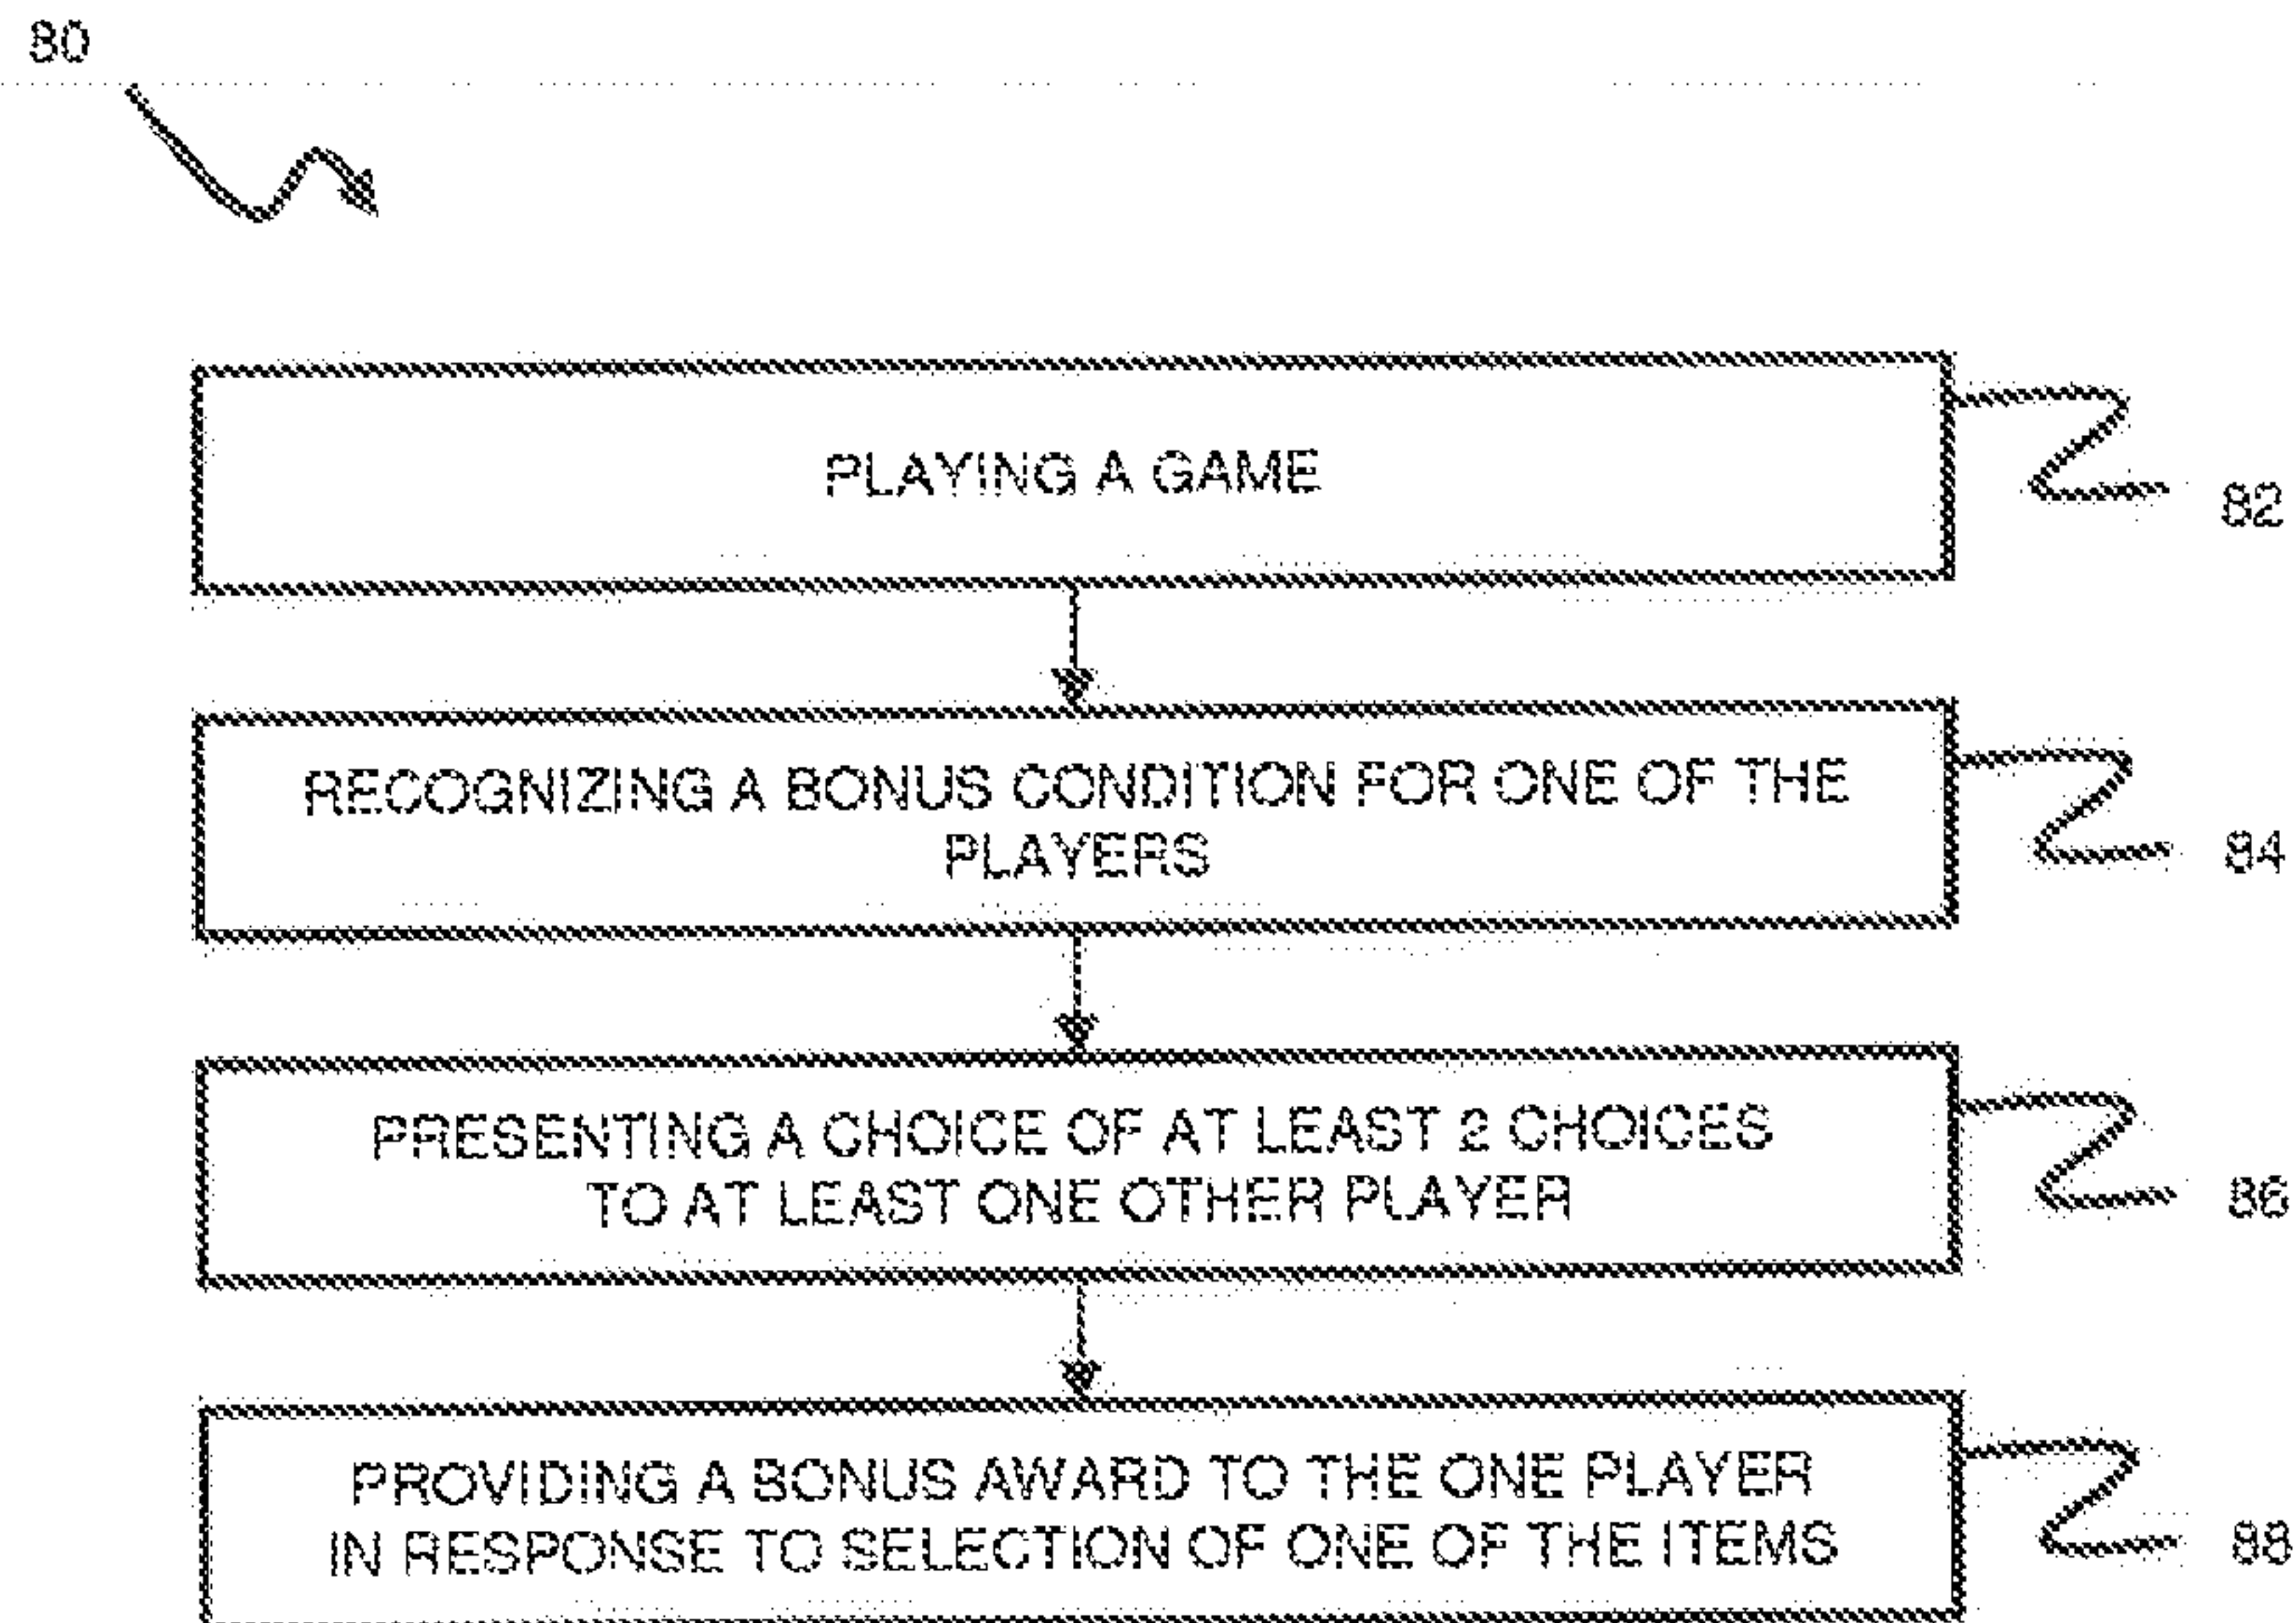 80
PLAYING A GAME
82
RECOGNIZING A BONUS CONDITION FOR ONE OF THE
PLAYERS
84
PRESENTING A CHOICE OF AT LEAST 2 CHOICES
TO AT LEAST ONE OTHER PLAYER
86
PROVIDING A BONUS AWARD TO THE ONE PLAYER
IN RESPONSE TO SELECTION OF ONE OF THE ITEMS
88